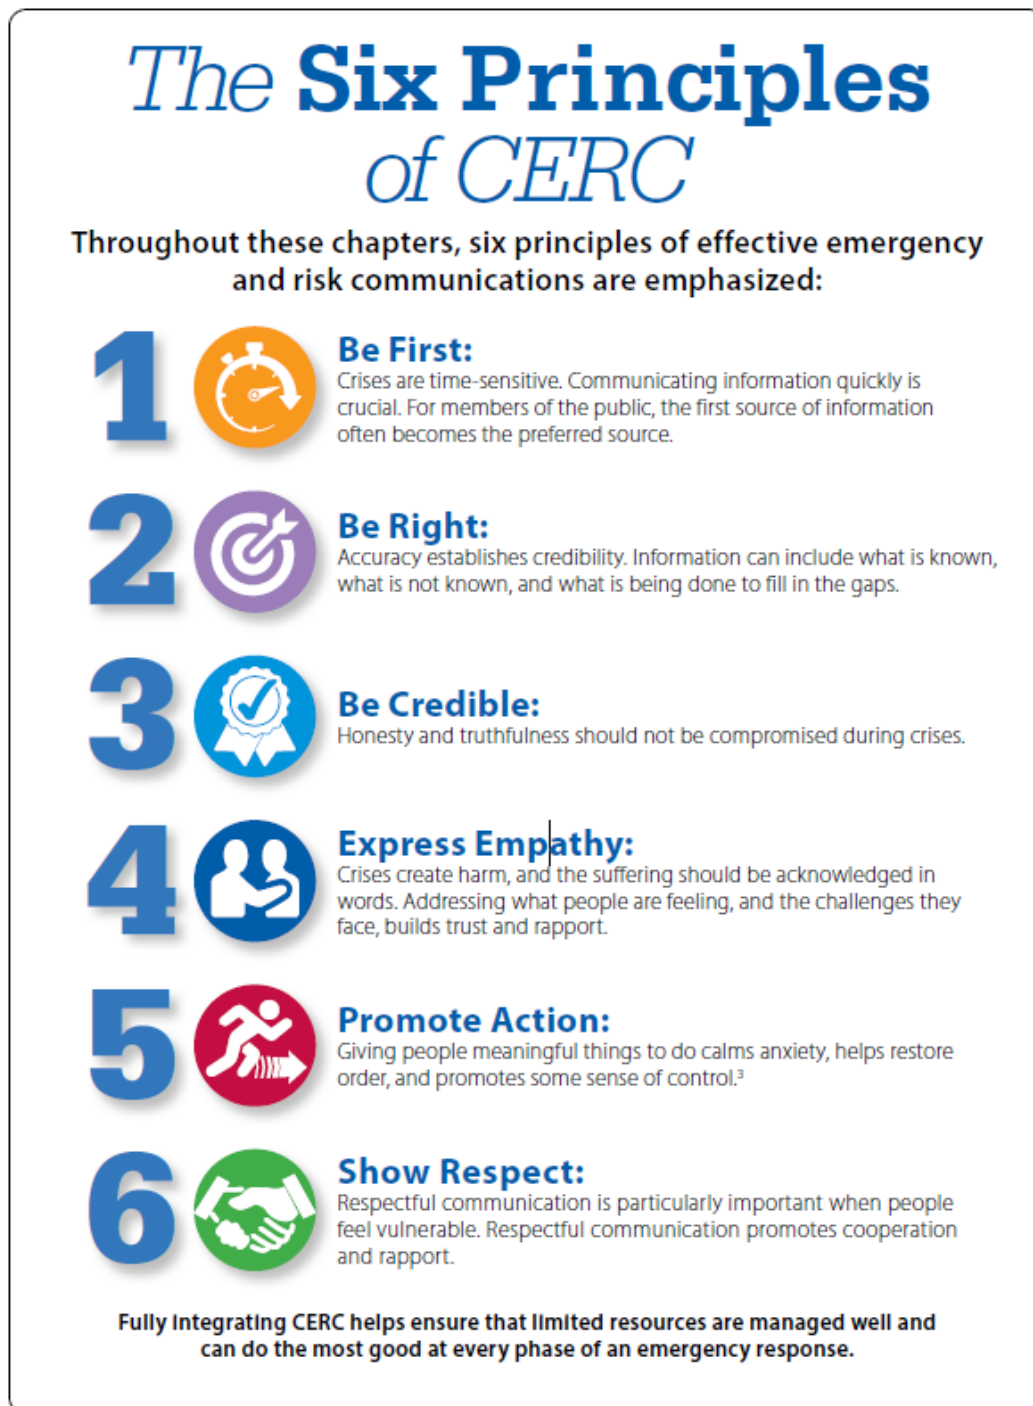 The Six Principles
of CERC
Throughout these chapters, six principles of effective emergency
and risk communications are emphasized:
1
Be First:
Crises are time-sensitive. Communicating information quickly is
crucial. For members of the public, the first source of information
often becomes the preferred source.
2
Be Right:
Accuracy establishes credibility. Information can include what is known,
what is not known, and what is being done to fill in the gaps.
3
Be Credible:
Honesty and truthfulness should not be compromised during crises.
4
Express Empathy:
Crises create harm, and the suffering should be acknowledged in
words. Addressing what people are feeling, and the challenges they
face, builds trust and rapport.
5
Promote Action:
Giving people meaningful things to do calms anxiety, helps restore
order, and promotes some sense of control.³
6
Show Respect:
Respectful communication is particularly important when people
feel vulnerable. Respectful communication promotes cooperation
and rapport.
Fully integrating CERC helps ensure that limited resources are managed well and
can do the most good at every phase of an emergency response.